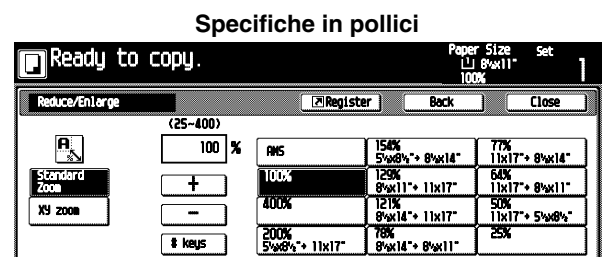 Specifiche in pollici
Ready to copy.
Paper Size
Set
8½x11"
100%
1
Reduce/Enlarge
Register
Back
Close
(25~400)
100 %
Standard
Zoom
XY zoom
+
-
# keys
AMS
100%
400%
200%
5½x8½"→ 11x17"
154%
5½x8½"→ 8½x14"
129%
8½x11"→ 11x17"
121%
8½x14"→ 11x17"
78%
8½x14"→ 8½x11"
77%
11x17"→ 8½x14"
64%
11x17"→ 8½x11"
50%
11x17"→ 5½x8½"
25%